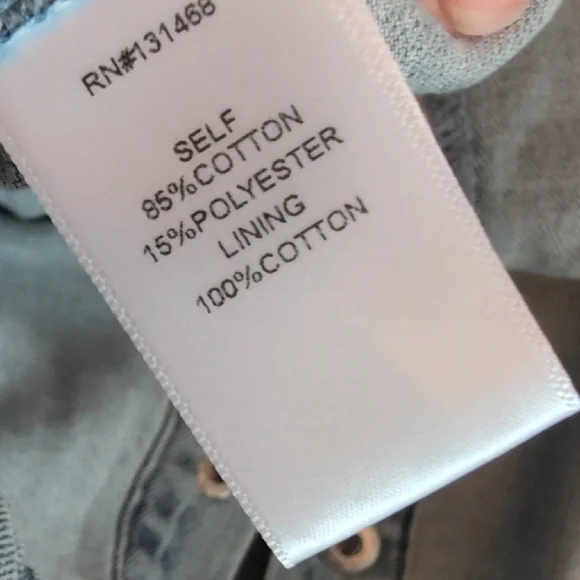 RN#131468
SELF
85%COTTON
15%POLYESTER
LINING
100%COTTON